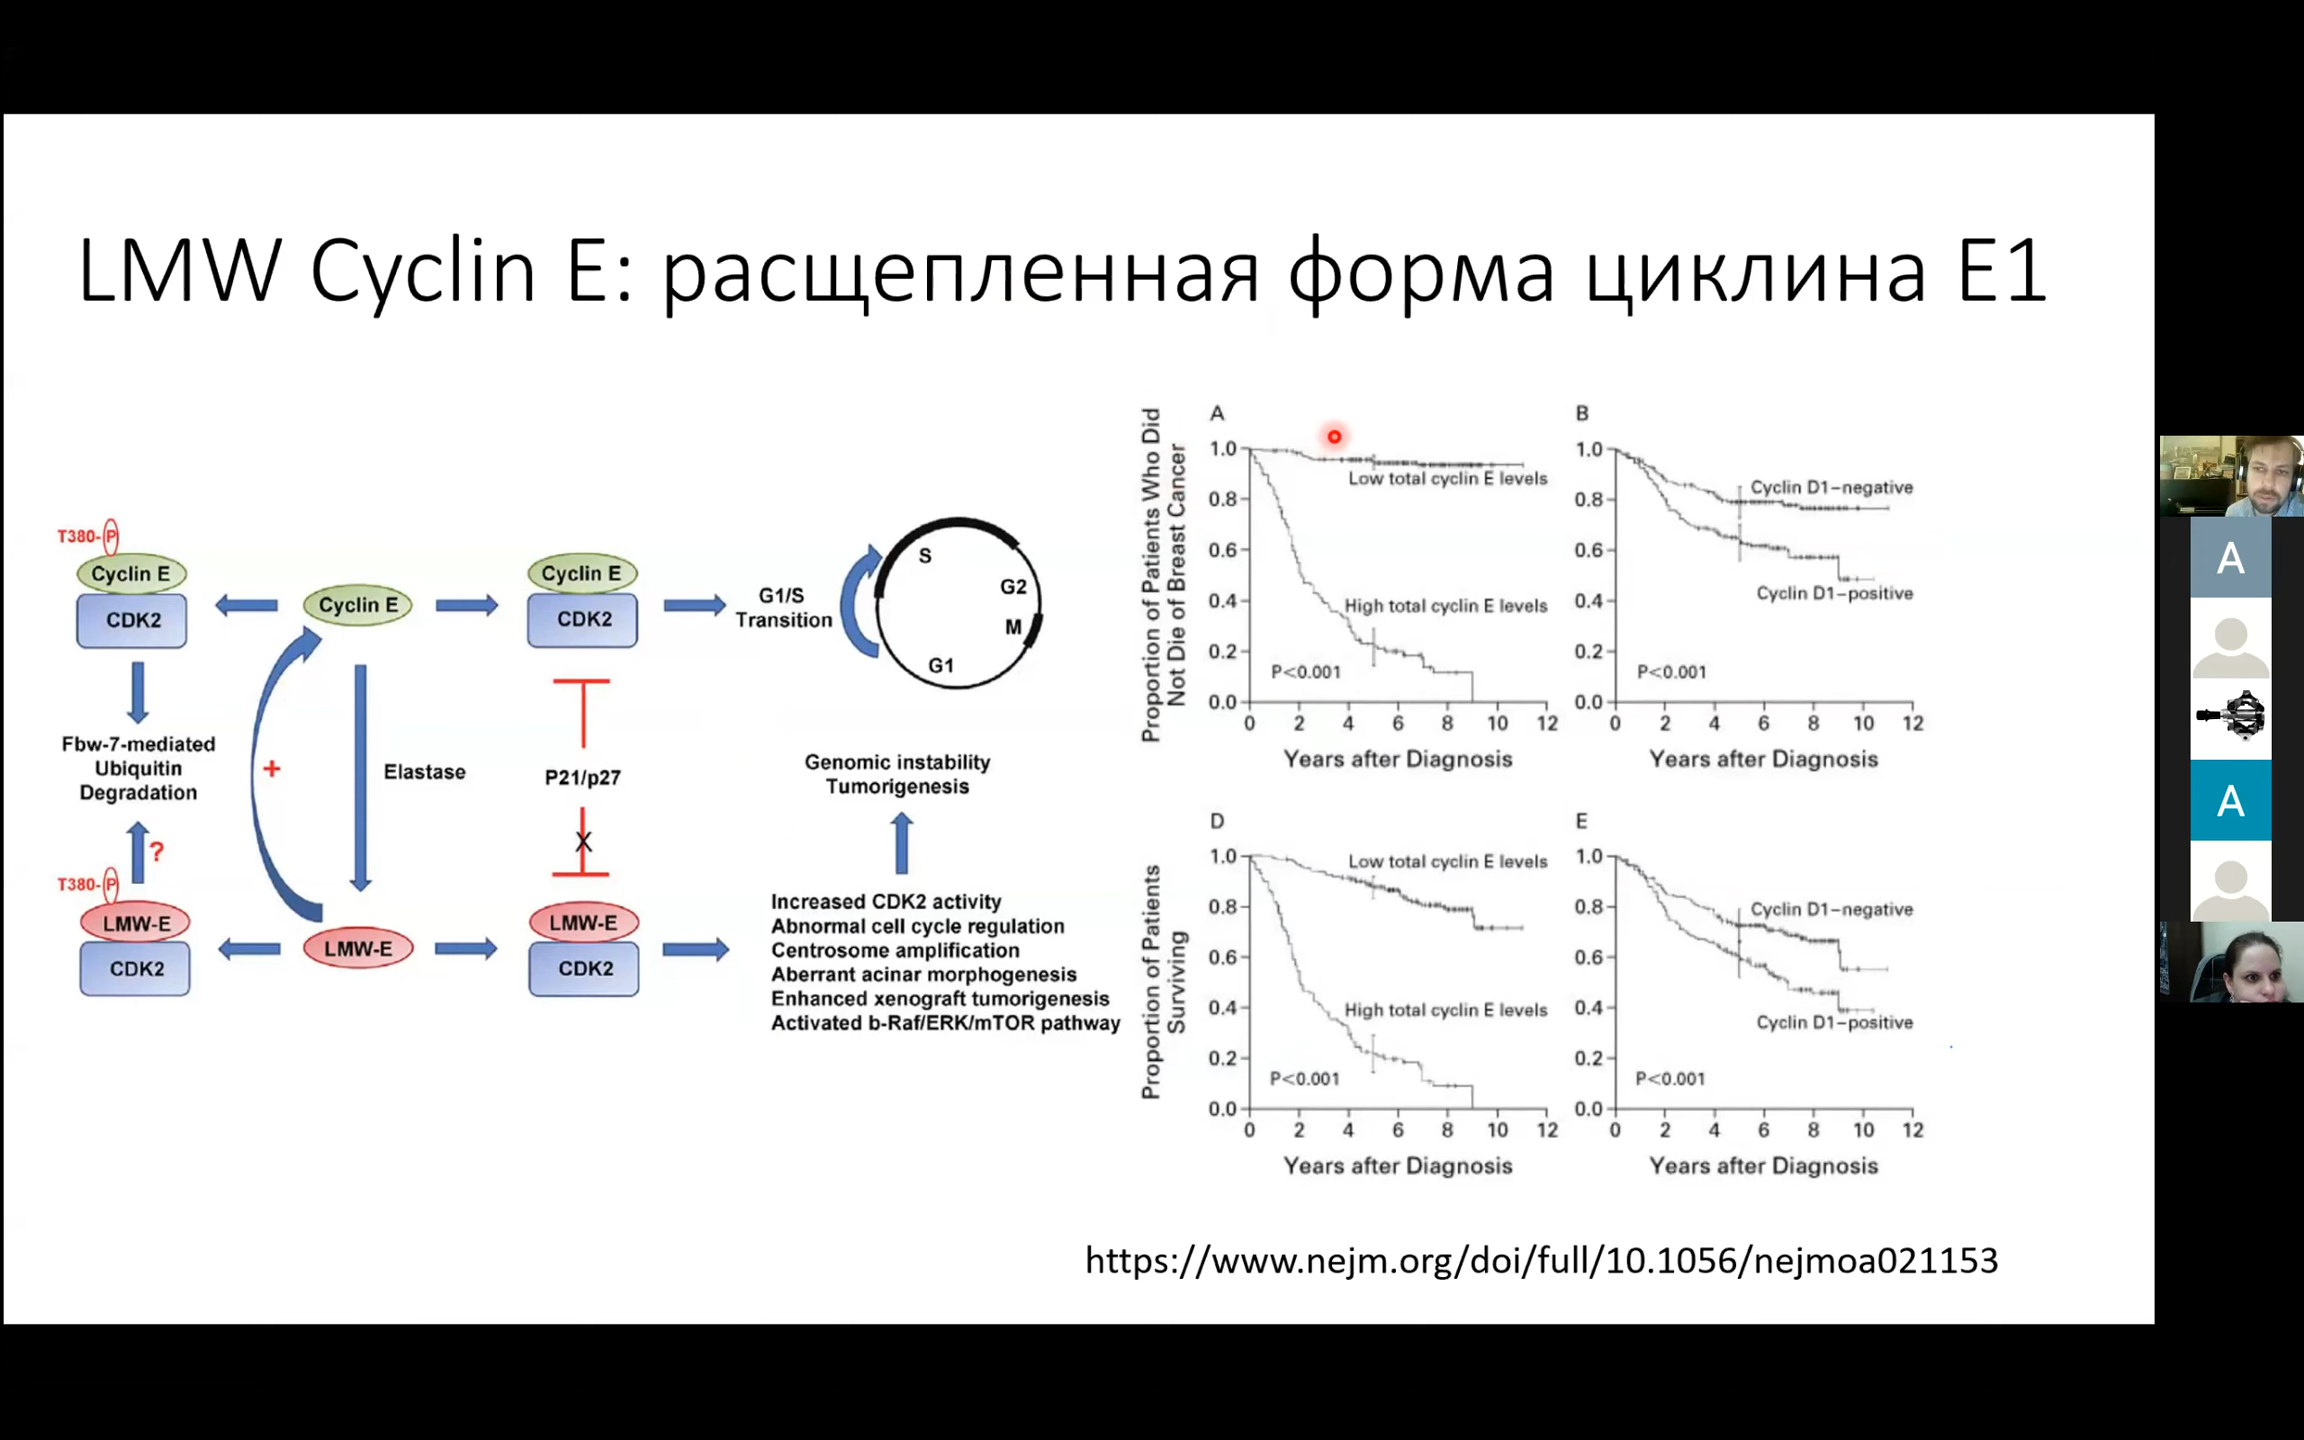 LMW Cyclin E: расщепленная форма циклина E1
T380-P
Cyclin E
CDK2
Cyclin E
Cyclin E
CDK2
G1/S
Transition
S
G2
M
G1
Fbw-7-mediated
Ubiquitin
Degradation
+
Elastase
P21/p27
X
?
T380-P
LMW-E
CDK2
LMW-E
LMW-E
CDK2
Genomic instability
Tumorigenesis
Increased CDK2 activity
Abnormal cell cycle regulation
Centrosome amplification
Aberrant acinar morphogenesis
Enhanced xenograft tumorigenesis
Activated b-Raf/ERK/mTOR pathway
A
Proportion of Patients Who Did
Not Die of Breast Cancer
1.0
0.8
0.6
0.4
0.2
0.0
Low total cyclin E levels
High total cyclin E levels
P<0.001
0 2 4 6 8 10 12
Years after Diagnosis
B
1.0
0.8
0.6
0.4
0.2
0.0
Cyclin D1–negative
Cyclin D1–positive
P<0.001
0 2 4 6 8 10 12
Years after Diagnosis
D
Proportion of Patients
Surviving
1.0
0.8
0.6
0.4
0.2
0.0
Low total cyclin E levels
High total cyclin E levels
P<0.001
0 2 4 6 8 10 12
Years after Diagnosis
E
1.0
0.8
0.6
0.4
0.2
0.0
Cyclin D1–negative
Cyclin D1–positive
P<0.001
0 2 4 6 8 10 12
Years after Diagnosis
https://www.nejm.org/doi/full/10.1056/nejmoa021153
A
A